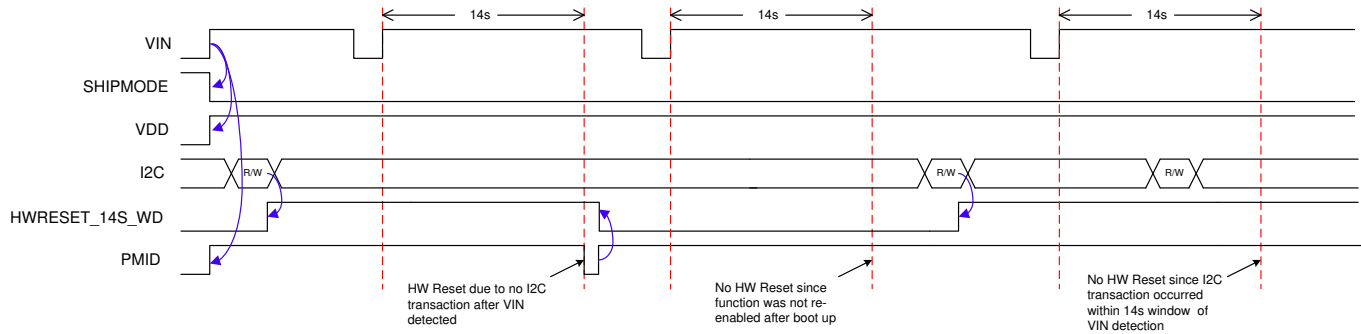 14s
14s
14s
VIN
SHIPMODE
VDD
I2C
R/W
R/W
R/W
HWRESET_14S_WD
PMID
HW Reset due to no I2C
transaction after VIN
detected
No HW Reset since
function was not re-
enabled after boot up
No HW Reset since I2C
transaction occurred
within 14s window of
VIN detection